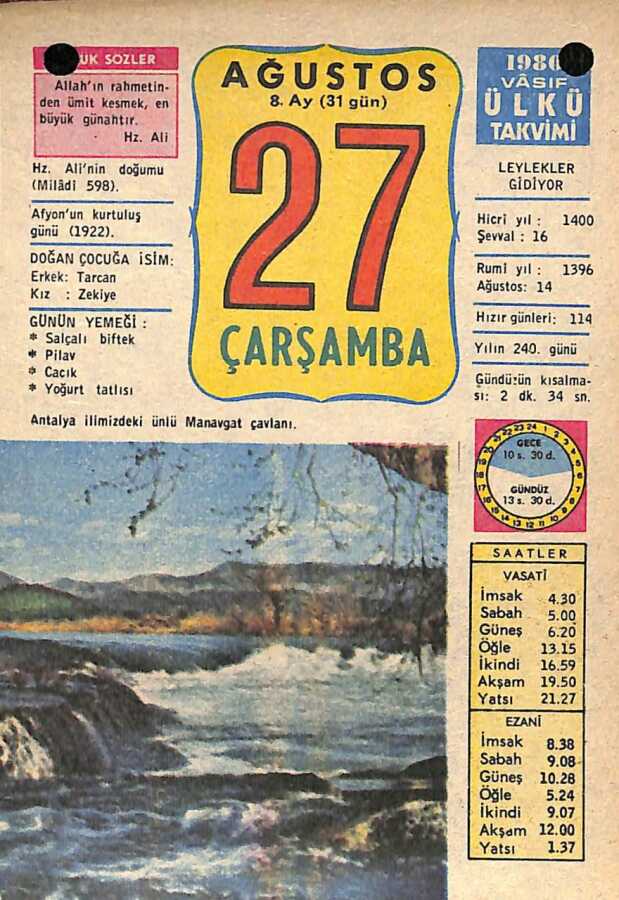 ÜK SÖZLER
Allah'ın rahmetin-
den ümit kesmek, en
büyük günahtır.
Hz. Ali
Hz. Ali'nin doğumu
(Milâdi 598).
Afyon'un kurtuluş
günü (1922).
DOĞAN ÇOCUĞA İSİM:
Erkek: Tarcan
Kız : Zekiye
GÜNÜN YEMEĞİ :
* Salçalı biftek
* Pilav
* Cacık
* Yoğurt tatlısı
AĞUSTOS
8. Ay (31 gün)
27
ÇARŞAMBA
1980
VÂSIF
ÜLKÜ
TAKVİMİ
LEYLEKLER
GİDİYOR
Hicrî yıl : 1400
Şevval : 16
Rumî yıl : 1396
Ağustos: 14
Hızır günleri: 114
Yılın 240. günü
Gündüzün kısalma-
sı: 2 dk. 34 sn.
Antalya ilimizdeki ünlü Manavgat çavlanı.
GECE
10 s. 30 d.
GÜNDÜZ
13 s. 30 d.
SAATLER
VASATİ
İmsak 4.30
Sabah 5.00
Güneş 6.20
Öğle 13.15
İkindi 16.59
Akşam 19.50
Yatsı 21.27
EZANİ
İmsak 8.38
Sabah 9.08
Güneş 10.28
Öğle 5.24
İkindi 9.07
Akşam 12.00
Yatsı 1.37